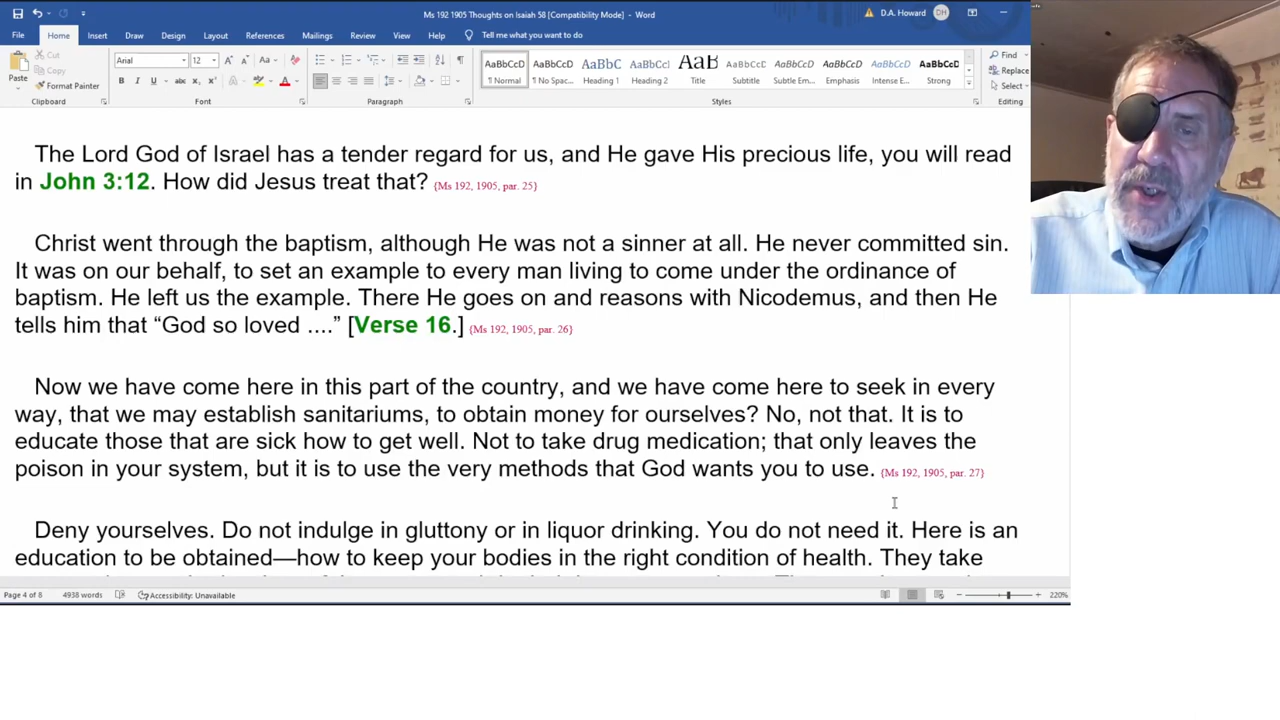 Ms 192 1905 Thoughts on Isaiah 58 [Compatibility Mode] - Word
D.A. Howard DH
File Home Insert Draw Design Layout References Mailings Review View Help Tell me what you want to do
Paste
Cut
Copy
Format Painter
Clipboard
Arial 12
Font
Paragraph
AaBbCcD AaBbCcD AaBbC AaBbCcI AaB AaBbCcD AaBbCcD AaBbCcD AaBbCcD AaBbCcD
¶ Normal ¶ No Spac... Heading 1 Heading 2 Title Subtitle Subtle Em... Emphasis Intense E... Strong
Styles
Find
Replace
Select
Editing
The Lord God of Israel has a tender regard for us, and He gave His precious life, you will read
in John 3:12. How did Jesus treat that? {Ms 192, 1905, par. 25}
Christ went through the baptism, although He was not a sinner at all. He never committed sin.
It was on our behalf, to set an example to every man living to come under the ordinance of
baptism. He left us the example. There He goes on and reasons with Nicodemus, and then He
tells him that “God so loved ....” [Verse 16.] {Ms 192, 1905, par. 26}
Now we have come here in this part of the country, and we have come here to seek in every
way, that we may establish sanitariums, to obtain money for ourselves? No, not that. It is to
educate those that are sick how to get well. Not to take drug medication; that only leaves the
poison in your system, but it is to use the very methods that God wants you to use. {Ms 192, 1905, par. 27}
Deny yourselves. Do not indulge in gluttony or in liquor drinking. You do not need it. Here is an
education to be obtained—how to keep your bodies in the right condition of health. They take
Page 4 of 8 4938 words Accessibility: Unavailable 220%